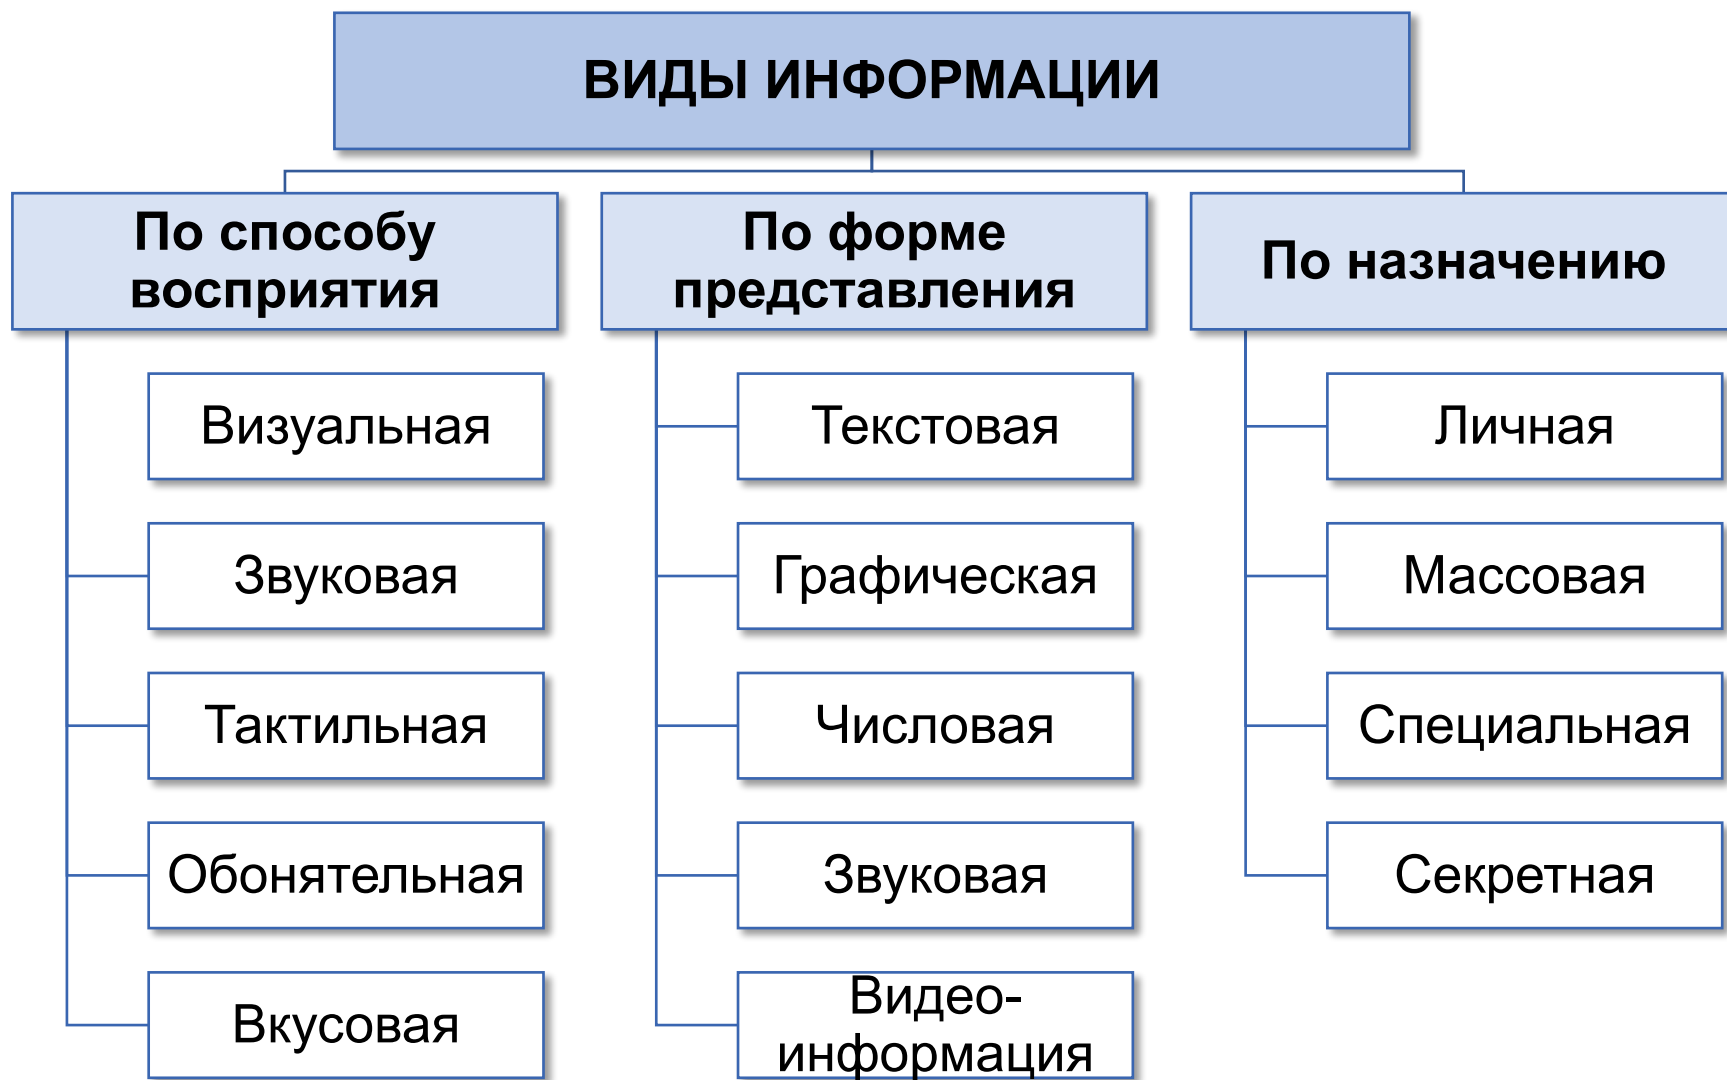 ВИДЫ ИНФОРМАЦИИ
По способу
восприятия
Визуальная
Звуковая
Тактильная
Обонятельная
Вкусовая
По форме
представления
Текстовая
Графическая
Числовая
Звуковая
Видео-
информация
По назначению
Личная
Массовая
Специальная
Секретная